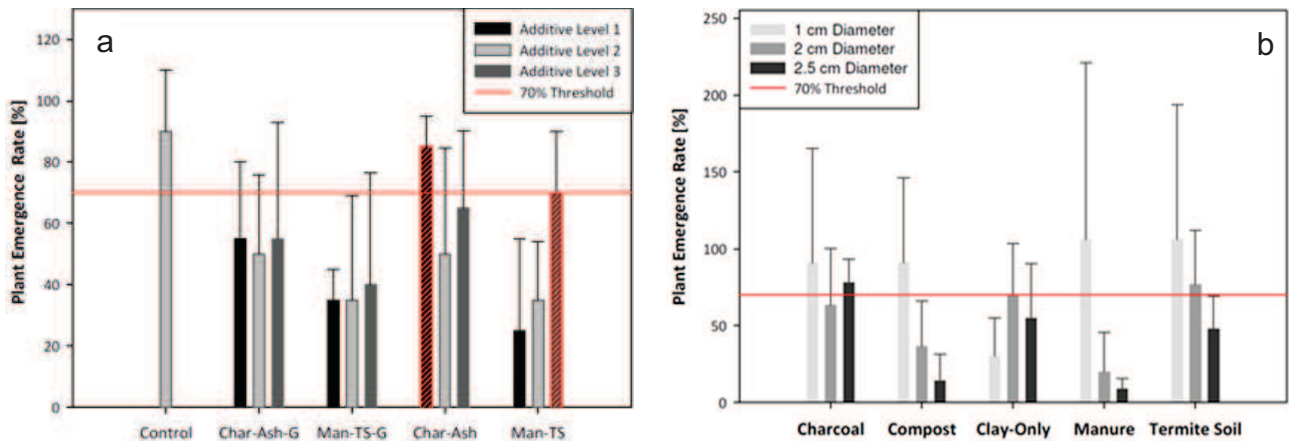 a
Additive Level 1
Additive Level 2
Additive Level 3
70% Threshold
Plant Emergence Rate [%]
120
100
80
60
40
20
0
Control Char-Ash-G Man-TS-G Char-Ash Man-TS
b
1 cm Diameter
2 cm Diameter
2.5 cm Diameter
70% Threshold
Plant Emergence Rate [%]
250
200
150
100
50
0
Charcoal Compost Clay-Only Manure Termite Soil